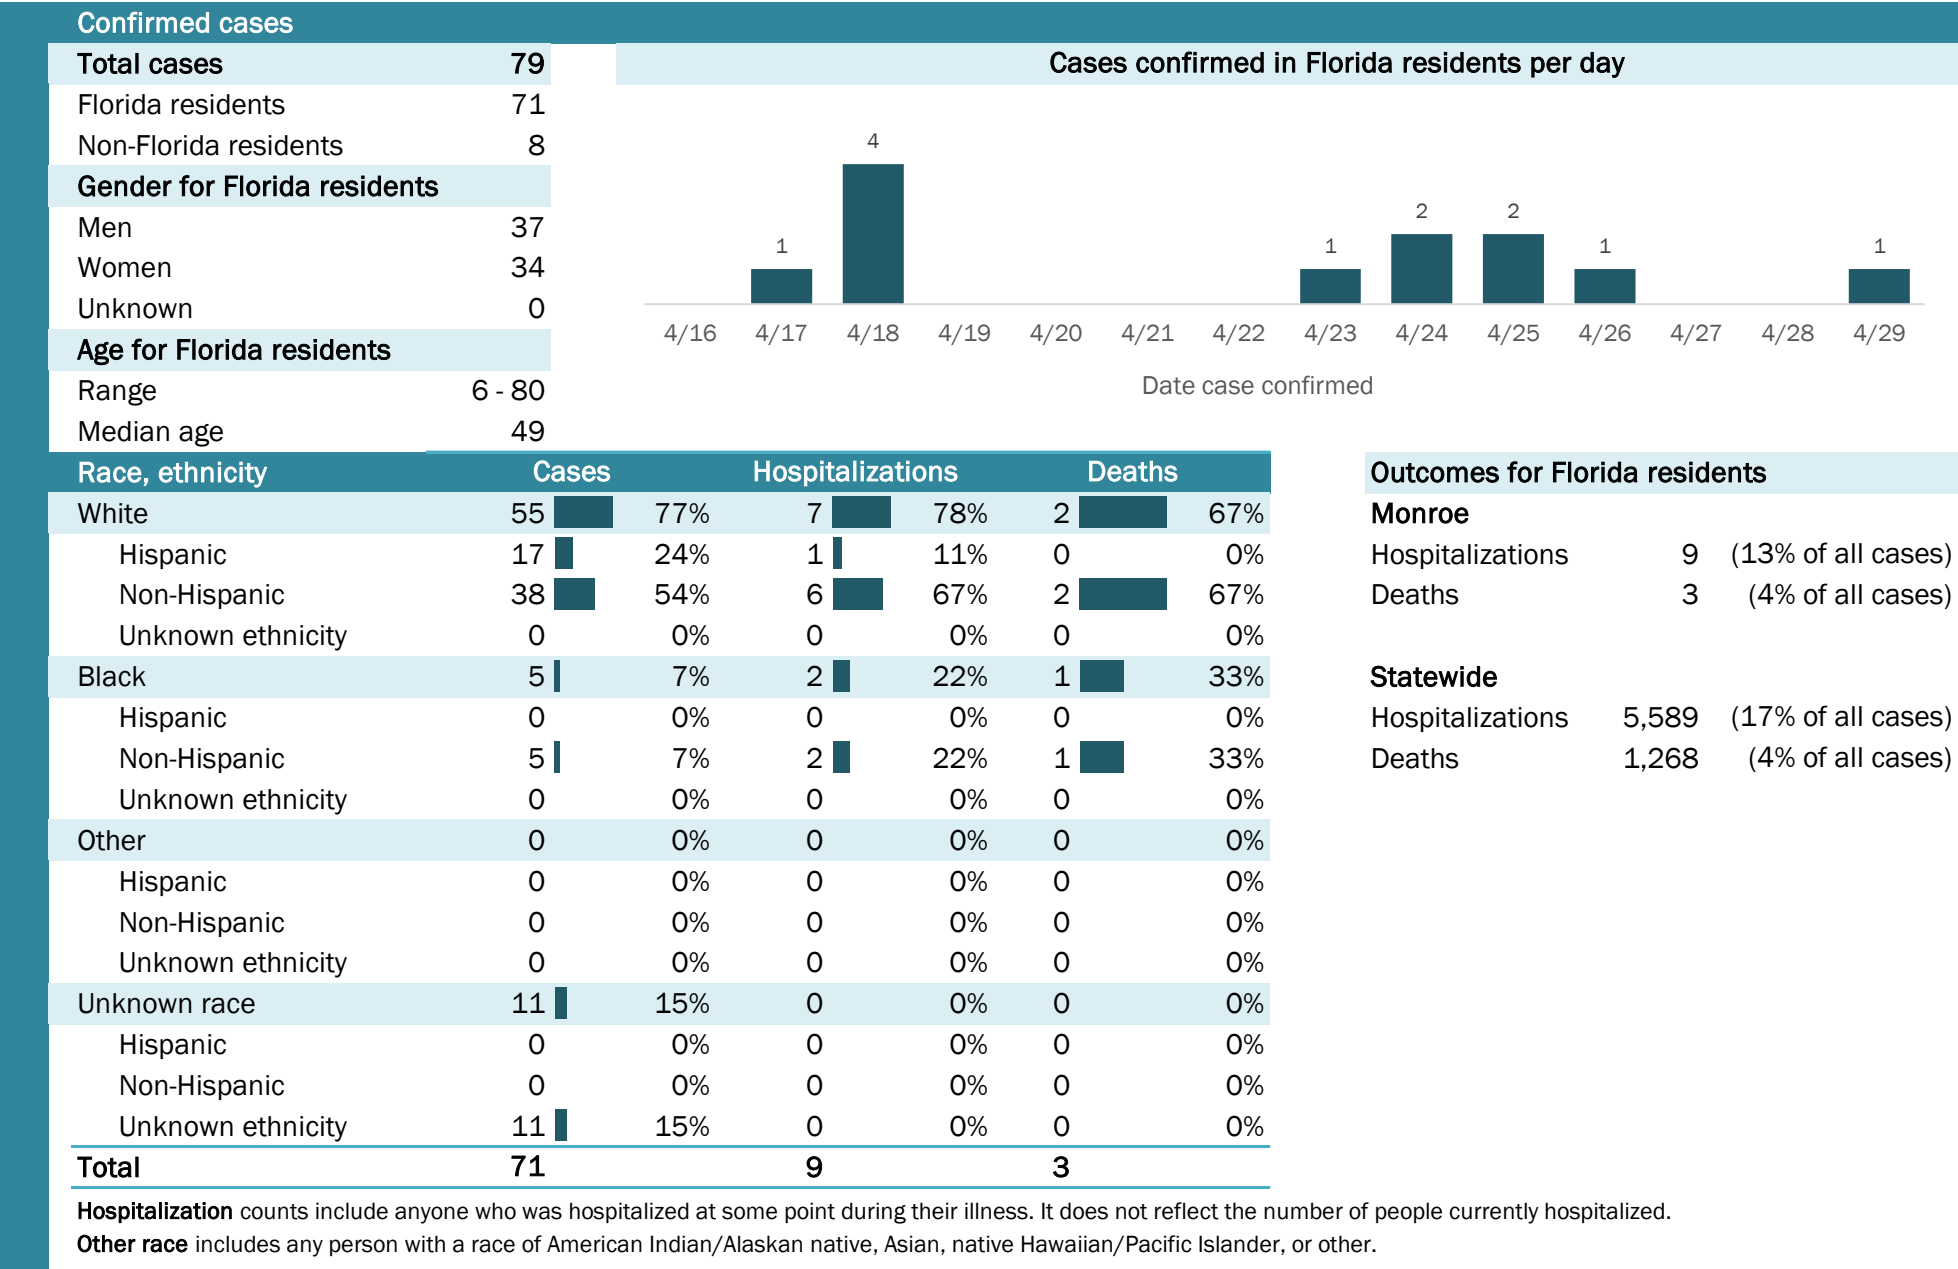 Confirmed cases
Total cases 79
Florida residents 71
Non-Florida residents 8
Gender for Florida residents
Men 37
Women 34
Unknown 0
Age for Florida residents
Range 6 - 80
Median age 49
Cases confirmed in Florida residents per day
1 4 1 2 2 1 1
4/16 4/17 4/18 4/19 4/20 4/21 4/22 4/23 4/24 4/25 4/26 4/27 4/28 4/29
Date case confirmed
Race, ethnicity Cases Hospitalizations Deaths
White 55 77% 7 78% 2 67%
Hispanic 17 24% 1 11% 0 0%
Non-Hispanic 38 54% 6 67% 2 67%
Unknown ethnicity 0 0% 0 0% 0 0%
Black 5 7% 2 22% 1 33%
Hispanic 0 0% 0 0% 0 0%
Non-Hispanic 5 7% 2 22% 1 33%
Unknown ethnicity 0 0% 0 0% 0 0%
Other 0 0% 0 0% 0 0%
Hispanic 0 0% 0 0% 0 0%
Non-Hispanic 0 0% 0 0% 0 0%
Unknown ethnicity 0 0% 0 0% 0 0%
Unknown race 11 15% 0 0% 0 0%
Hispanic 0 0% 0 0% 0 0%
Non-Hispanic 0 0% 0 0% 0 0%
Unknown ethnicity 11 15% 0 0% 0 0%
Total 71 9 3
Outcomes for Florida residents
Monroe
Hospitalizations 9 (13% of all cases)
Deaths 3 (4% of all cases)
Statewide
Hospitalizations 5,589 (17% of all cases)
Deaths 1,268 (4% of all cases)
Hospitalization counts include anyone who was hospitalized at some point during their illness. It does not reflect the number of people currently hospitalized.
Other race includes any person with a race of American Indian/Alaskan native, Asian, native Hawaiian/Pacific Islander, or other.